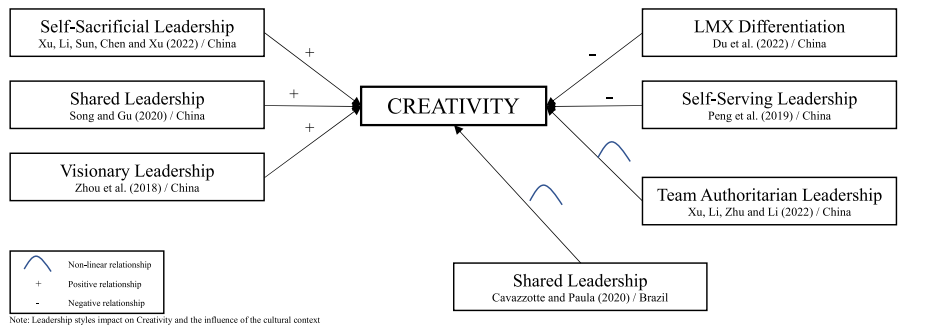 Self-Sacrificial Leadership
Xu, Li, Sun, Chen and Xu (2022) / China
+
Shared Leadership
Song and Gu (2020) / China
+
Visionary Leadership
Zhou et al. (2018) / China
+
CREATIVITY
LMX Differentiation
Du et al. (2022) / China
-
Self-Serving Leadership
Peng et al. (2019) / China
-
Team Authoritarian Leadership
Xu, Li, Zhu and Li (2022) / China
Shared Leadership
Cavazzotte and Paula (2020) / Brazil
Non-linear relationship
+ Positive relationship
- Negative relationship
Note: Leadership styles impact on Creativity and the influence of the cultural context